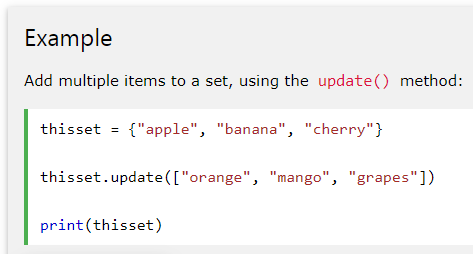 Example
Add multiple items to a set, using the update() method:
thisset = {"apple", "banana", "cherry"}
thisset.update(["orange", "mango", "grapes"])
print(thisset)